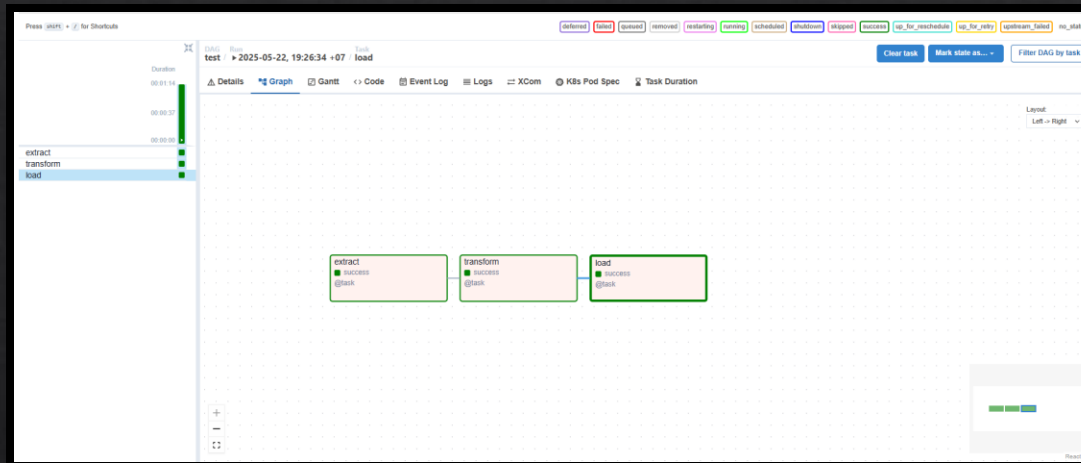 Press shift + / for Shortcuts
deferred failed queued removed restarting running scheduled shutdown skipped success up_for_reschedule up_for_retry upstream_failed
DAG Run Task
test / 2025-05-22, 19:26:34 +07 / load
Clear task Mark state as... Filter DAG by task
Duration
00:01:14
00:00:37
00:00:00
extract
transform
load
Details Graph Gantt <> Code Event Log Logs XCom K8s Pod Spec Task Duration
Layout:
Left -> Right
extract
success
@task
transform
success
@task
load
success
@task